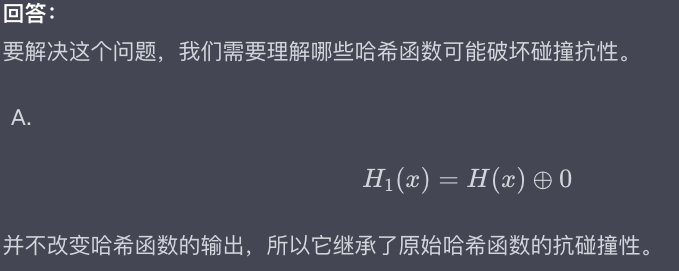 回答：
要解决这个问题，我们需要理解哪些哈希函数可能破坏碰撞抗性。
A.
H₁(x) = H(x) ⊕ 0
并不改变哈希函数的输出，所以它继承了原始哈希函数的抗碰撞性。